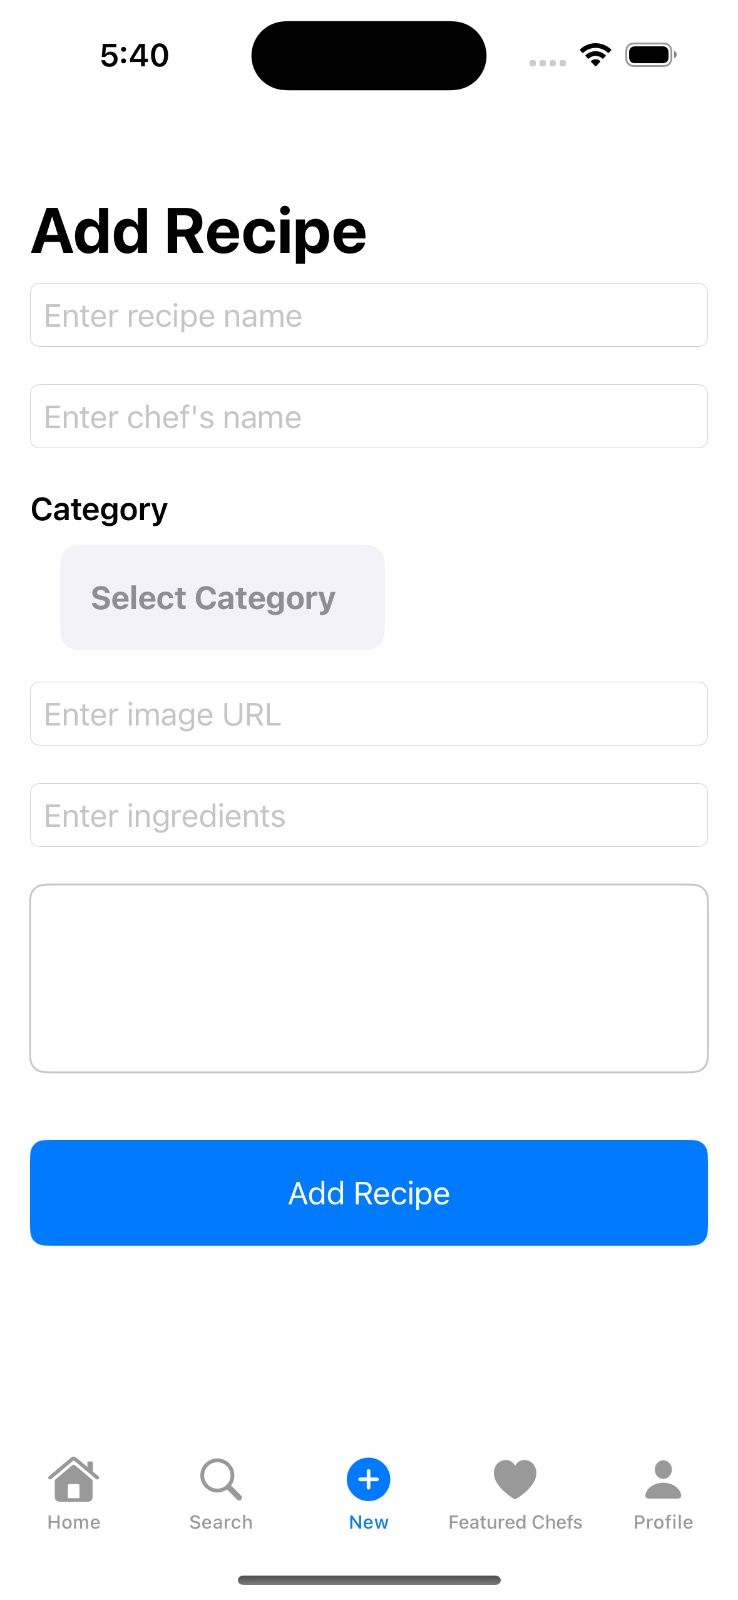 5:40
Add Recipe
Enter recipe name
Enter chef's name
Category
Select Category
Enter image URL
Enter ingredients
Add Recipe
Home
Search
New
Featured Chefs
Profile